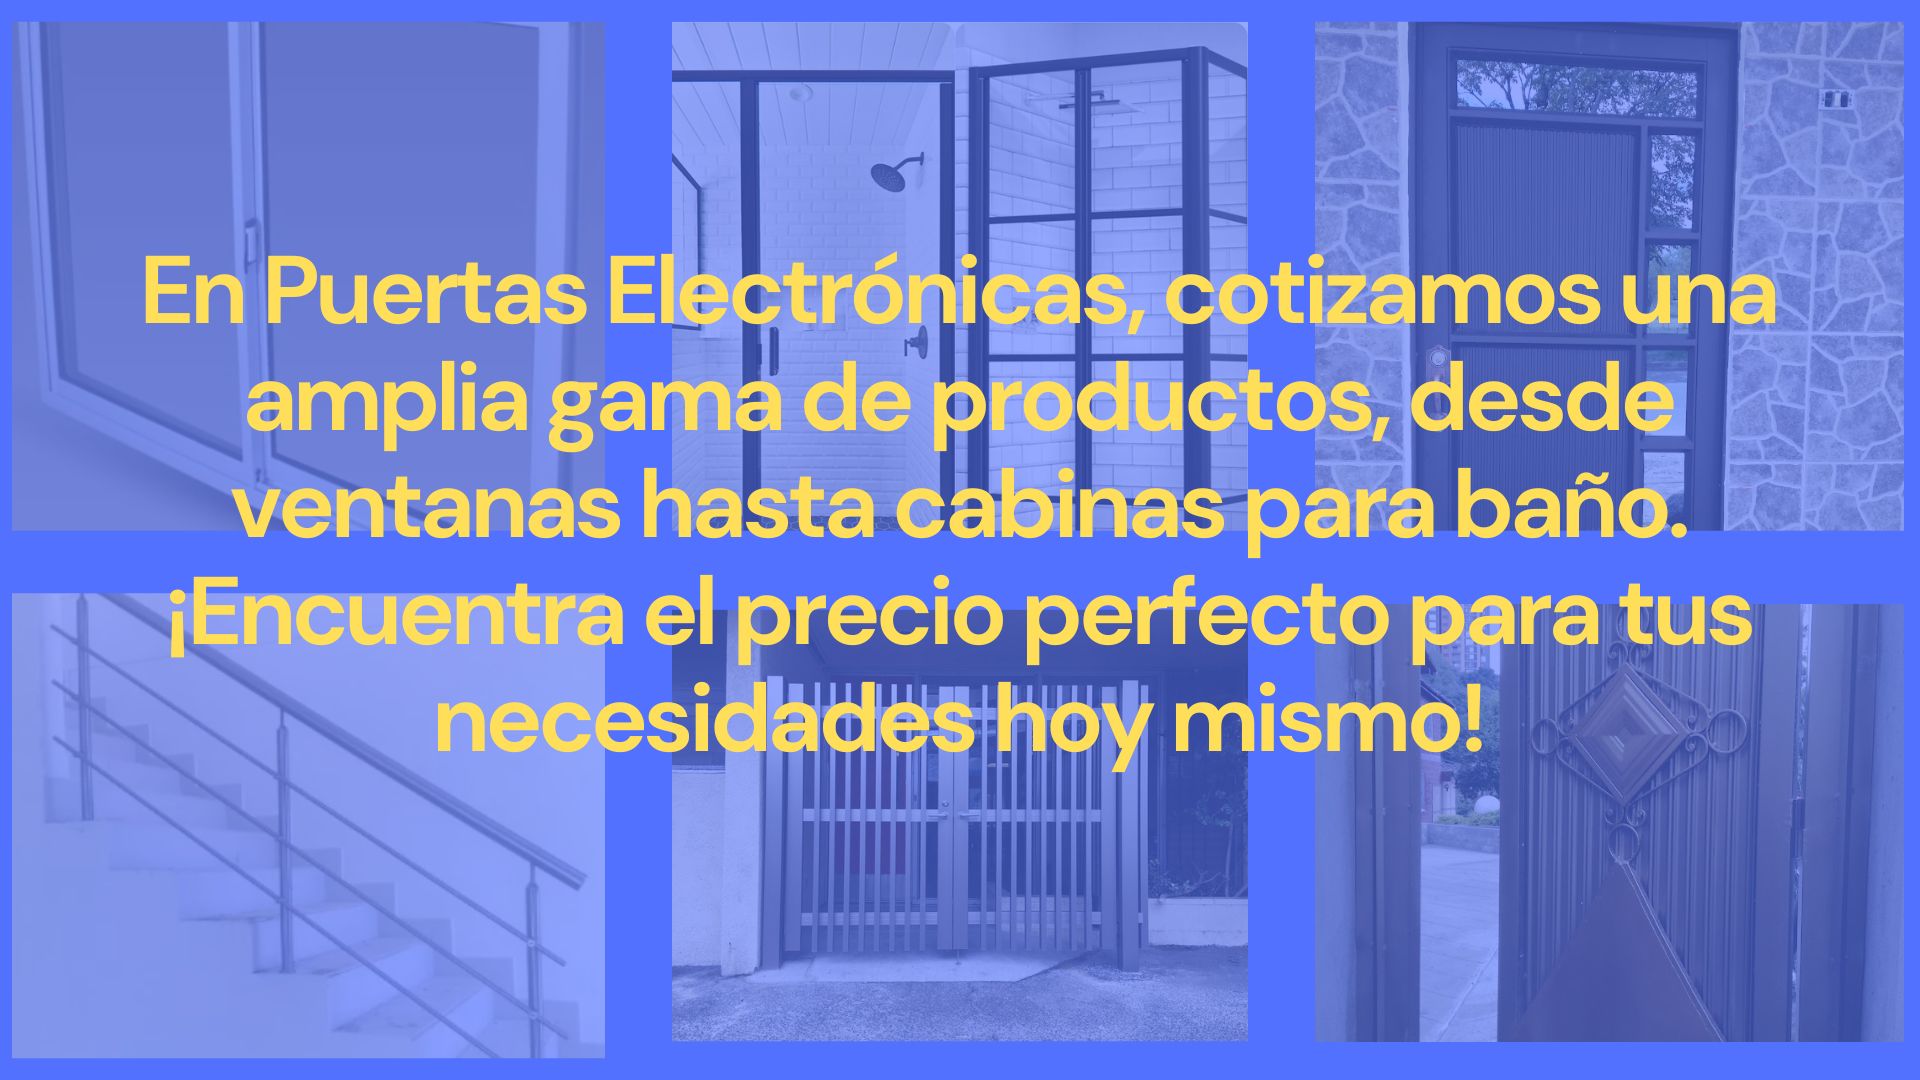 En Puertas Electrónicas, cotizamos una
amplia gama de productos, desde
ventanas hasta cabinas para baño.
¡Encuentra el precio perfecto para tus
necesidades hoy mismo!